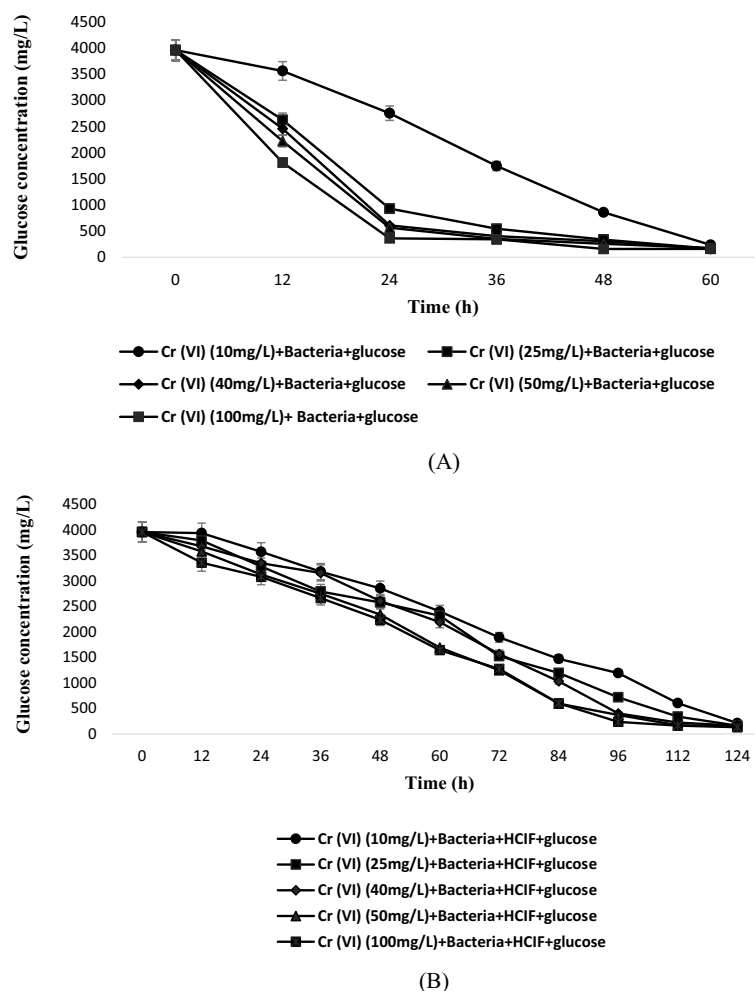 4500
4000
3500
3000
2500
2000
1500
1000
500
0
Glucose concentration (mg/L)
0 12 24 36 48 60
Time (h)
Cr (VI) (10mg/L)+Bacteria+glucose Cr (VI) (25mg/L)+Bacteria+glucose
Cr (VI) (40mg/L)+Bacteria+glucose Cr (VI) (50mg/L)+Bacteria+glucose
Cr (VI) (100mg/L)+ Bacteria+glucose
(A)
4500
4000
3500
3000
2500
2000
1500
1000
500
0
Glucose concentration (mg/L)
0 12 24 36 48 60 72 84 96 112 124
Time (h)
Cr (VI) (10mg/L)+Bacteria+HCIF+glucose
Cr (VI) (25mg/L)+Bacteria+HCIF+glucose
Cr (VI) (40mg/L)+Bacteria+HCIF+glucose
Cr (VI) (50mg/L)+Bacteria+HCIF+glucose
Cr (VI) (100mg/L)+Bacteria+HCIF+glucose
(B)